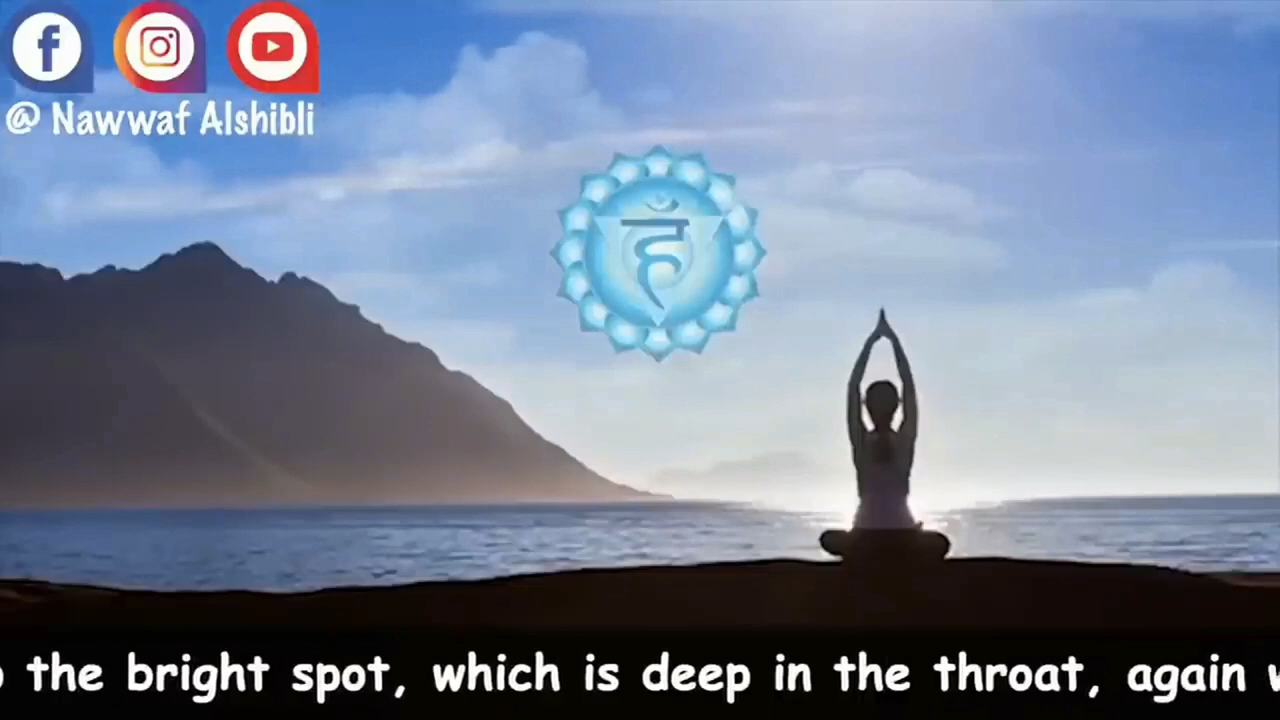 @ Nawwaf Alshibli
हं
the bright spot, which is deep in the throat, again